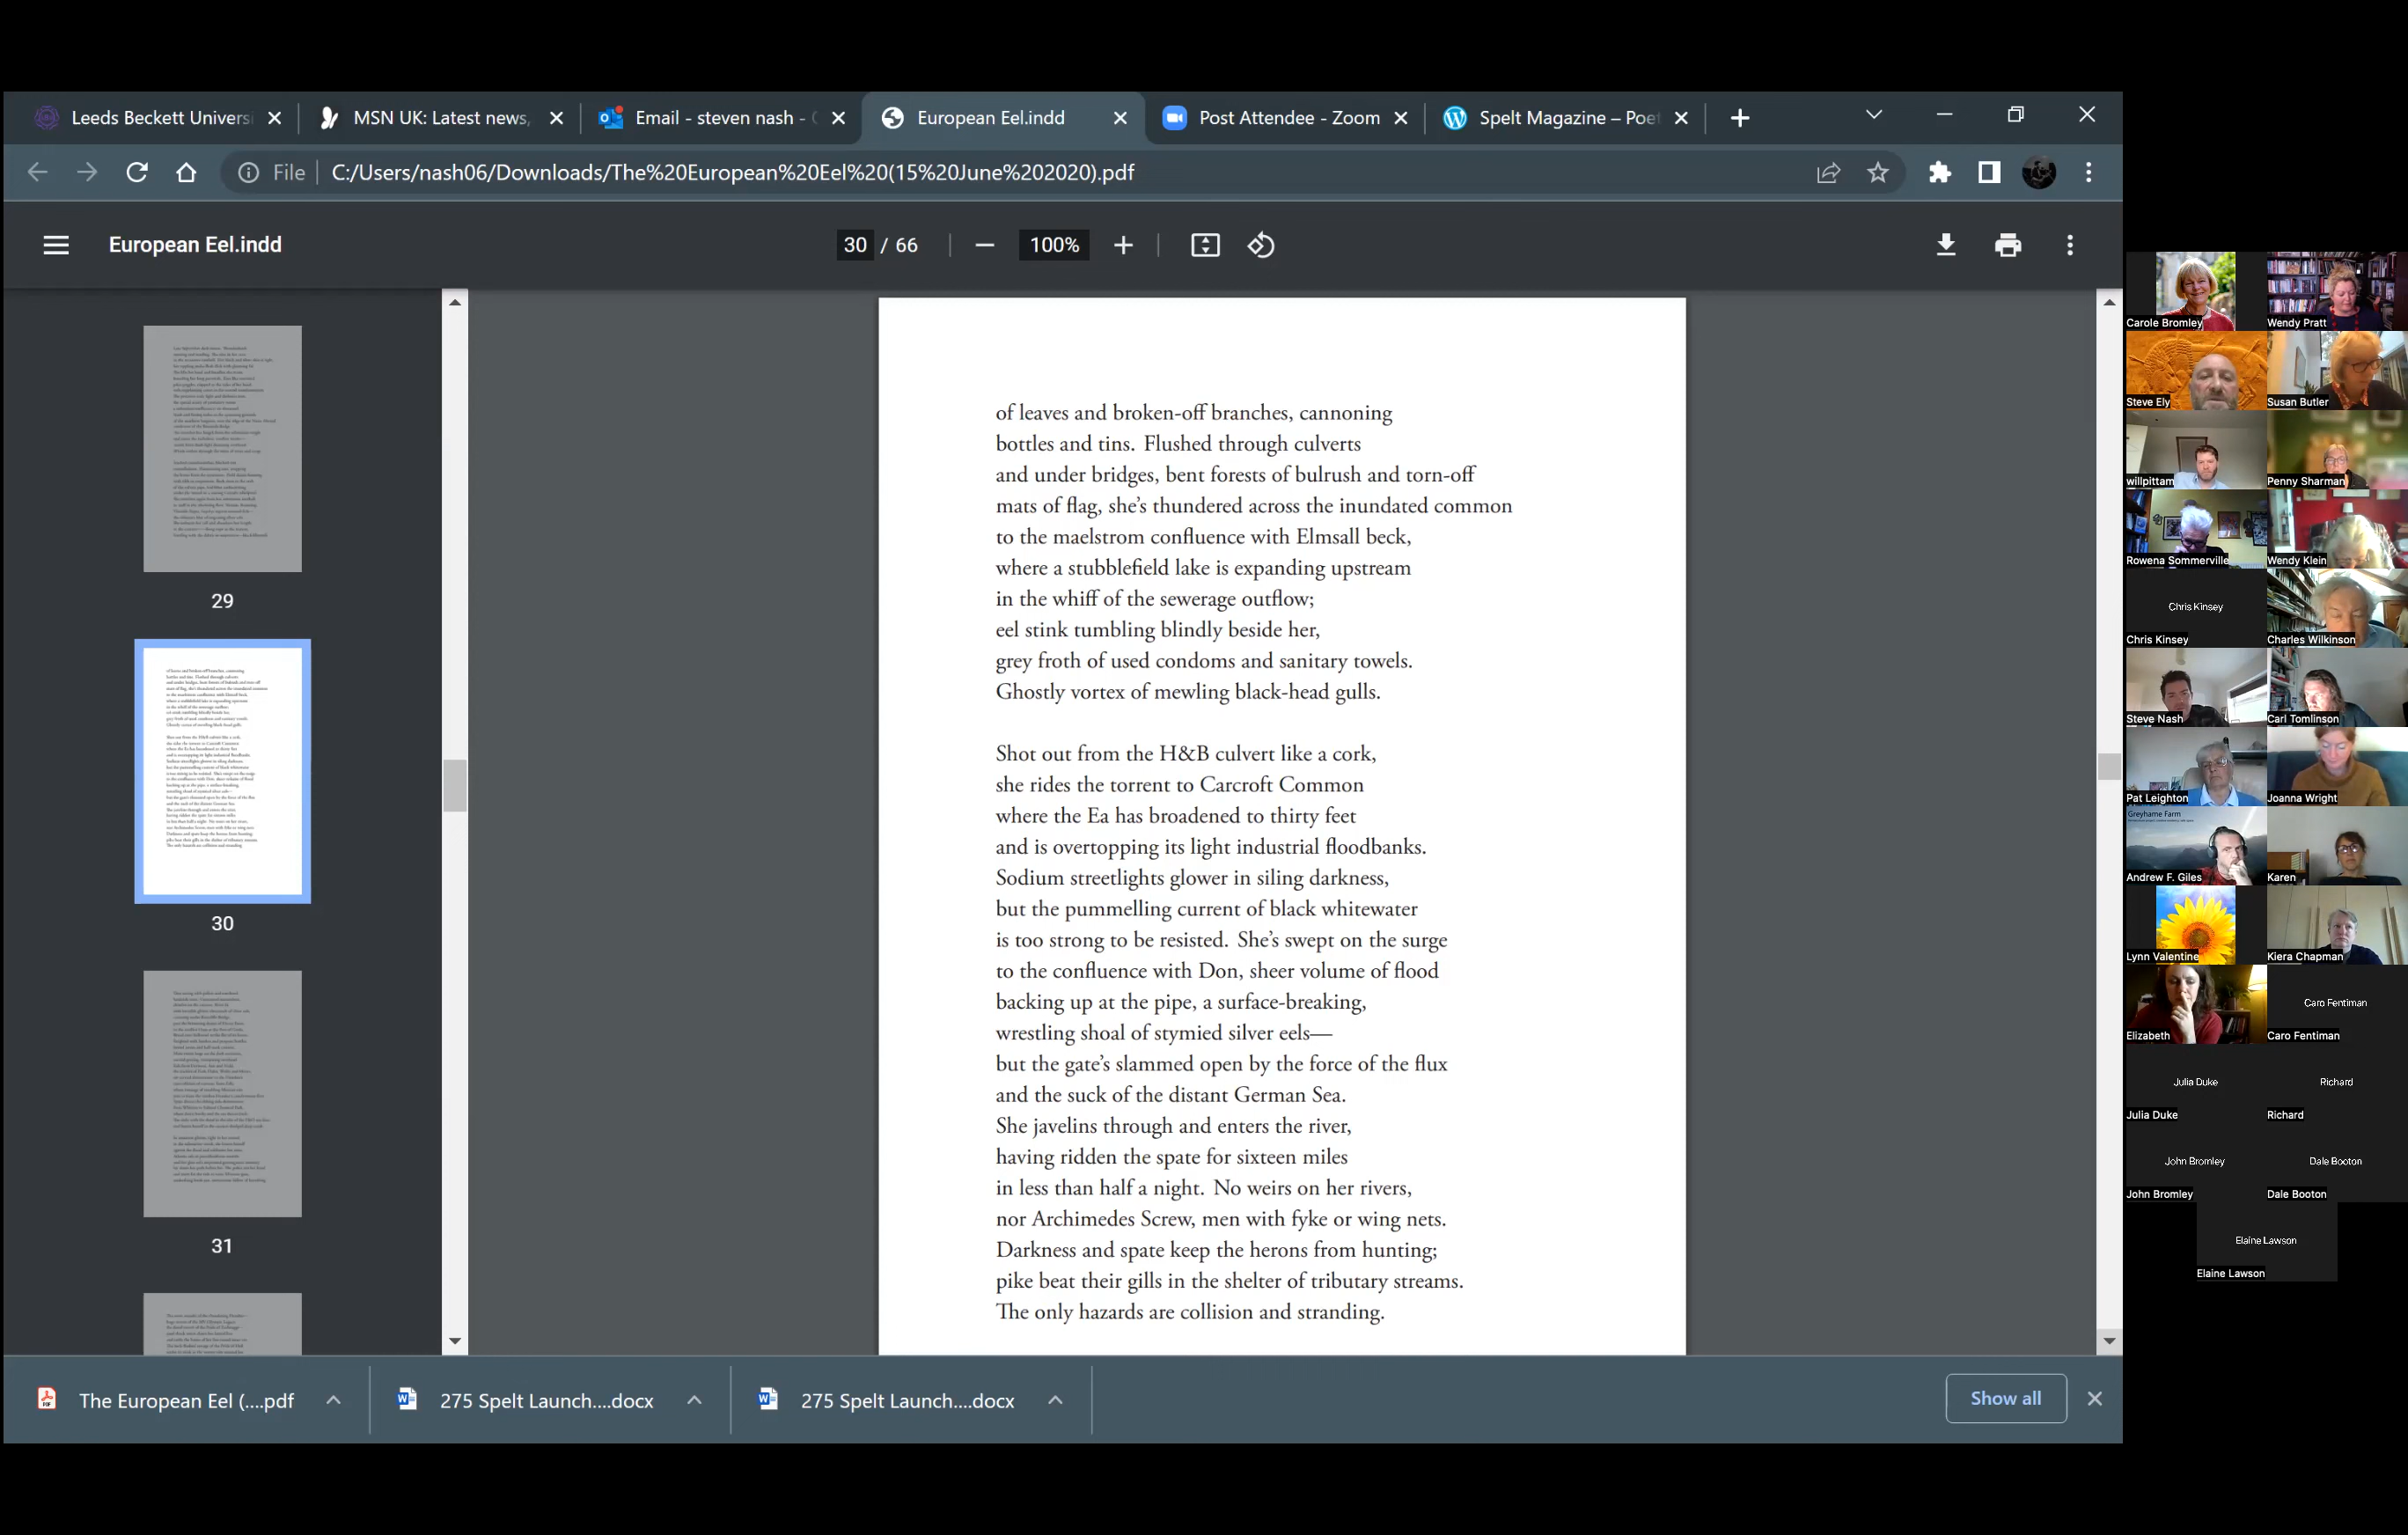 Leeds Beckett Universi
MSN UK: Latest news,
Email - steven nash -
European Eel.indd
Post Attendee - Zoom
Spelt Magazine – Poet
File
C:/Users/nash06/Downloads/The%20European%20Eel%20(15%20June%202020).pdf
European Eel.indd
30 / 66
100%
29
30
31
of leaves and broken-off branches, cannoning
bottles and tins. Flushed through culverts
and under bridges, bent forests of bulrush and torn-off
mats of flag, she’s thundered across the inundated common
to the maelstrom confluence with Elmsall beck,
where a stubblefield lake is expanding upstream
in the whiff of the sewerage outflow;
eel stink tumbling blindly beside her,
grey froth of used condoms and sanitary towels.
Ghostly vortex of mewling black-head gulls.
Shot out from the H&B culvert like a cork,
she rides the torrent to Carcroft Common
where the Ea has broadened to thirty feet
and is overtopping its light industrial floodbanks.
Sodium streetlights glower in siling darkness,
but the pummelling current of black whitewater
is too strong to be resisted. She’s swept on the surge
to the confluence with Don, sheer volume of flood
backing up at the pipe, a surface-breaking,
wrestling shoal of stymied silver eels—
but the gate’s slammed open by the force of the flux
and the suck of the distant German Sea.
She javelins through and enters the river,
having ridden the spate for sixteen miles
in less than half a night. No weirs on her rivers,
nor Archimedes Screw, men with fyke or wing nets.
Darkness and spate keep the herons from hunting;
pike beat their gills in the shelter of tributary streams.
The only hazards are collision and stranding.
The European Eel (....pdf
275 Spelt Launch....docx
275 Spelt Launch....docx
Show all
Carole Bromley
Wendy Pratt
Steve Ely
Susan Butler
willpittam
Penny Sharman
Rowena Sommerville
Wendy Klein
Chris Kinsey
Chris Kinsey
Charles Wilkinson
Steve Nash
Carl Tomlinson
Pat Leighton
Joanna Wright
Greyhame Farm
Andrew F. Giles
Karen
Lynn Valentine
Kiera Chapman
Elizabeth
Caro Fentiman
Caro Fentiman
Julia Duke
Richard
Julia Duke
Richard
John Bromley
Dale Booton
John Bromley
Dale Booton
Elaine Lawson
Elaine Lawson